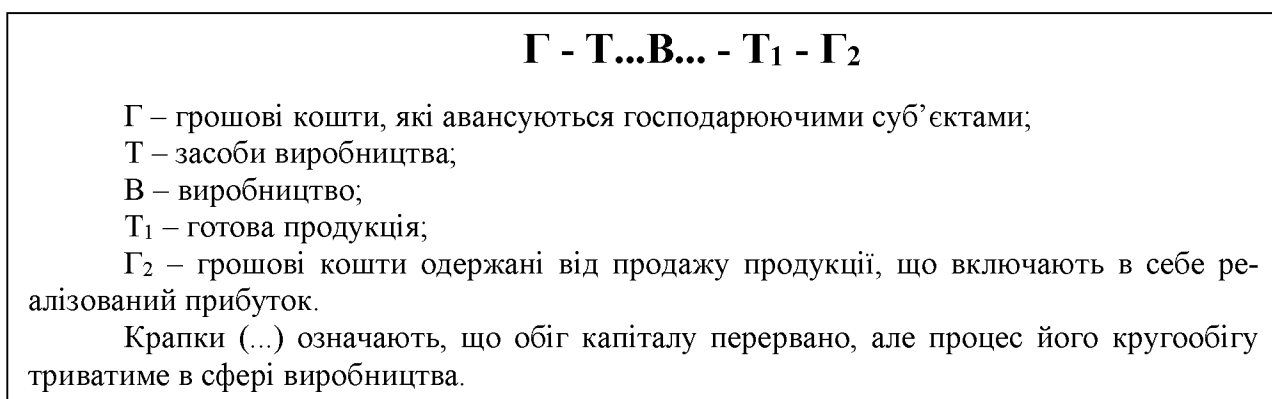 Г - Т...В... - Т₁ - Г₂
Г – грошові кошти, які авансуються господарюючими суб’єктами;
Т – засоби виробництва;
В – виробництво;
Т₁ – готова продукція;
Г₂ – грошові кошти одержані від продажу продукції, що включають в себе ре-
алізований прибуток.
Крапки (...) означають, що обіг капіталу перервано, але процес його кругообігу
триватиме в сфері виробництва.